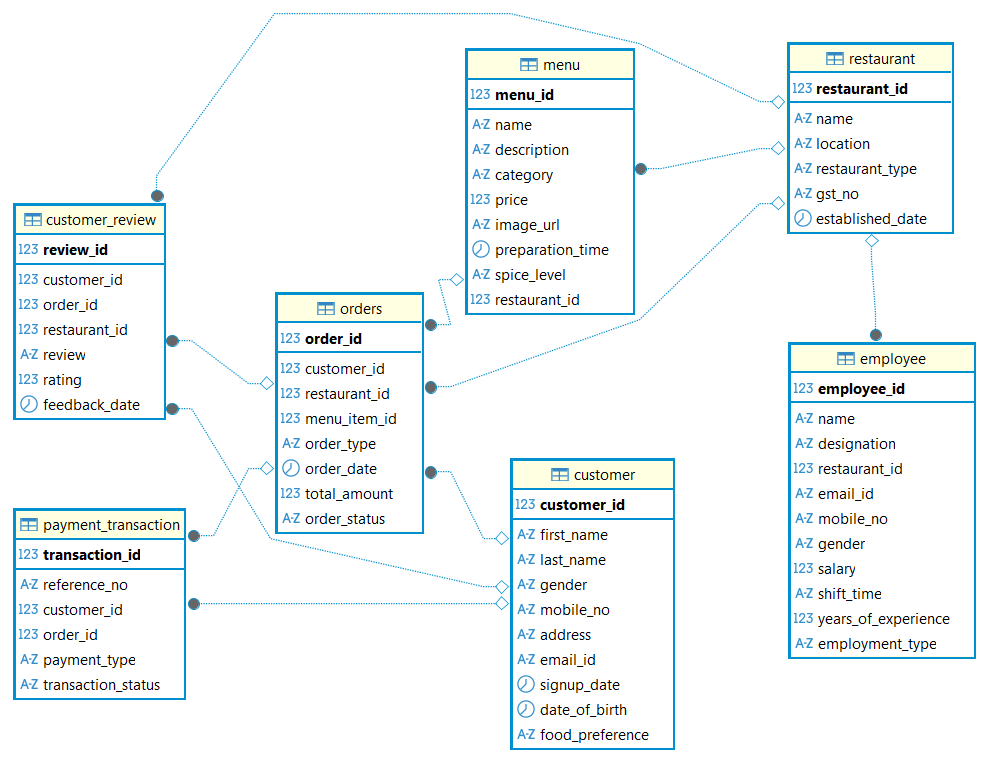 menu
123 menu_id
A-Z name
A-Z description
A-Z category
123 price
A-Z image_url
preparation_time
A-Z spice_level
123 restaurant_id
restaurant
123 restaurant_id
A-Z name
A-Z location
A-Z restaurant_type
A-Z gst_no
established_date
customer_review
123 review_id
123 customer_id
123 order_id
123 restaurant_id
A-Z review
123 rating
feedback_date
orders
123 order_id
123 customer_id
123 restaurant_id
123 menu_item_id
A-Z order_type
order_date
123 total_amount
A-Z order_status
employee
123 employee_id
A-Z name
A-Z designation
123 restaurant_id
A-Z email_id
A-Z mobile_no
A-Z gender
123 salary
A-Z shift_time
123 years_of_experience
A-Z employment_type
customer
123 customer_id
A-Z first_name
A-Z last_name
A-Z gender
A-Z mobile_no
A-Z address
A-Z email_id
signup_date
date_of_birth
A-Z food_preference
payment_transaction
123 transaction_id
A-Z reference_no
123 customer_id
123 order_id
A-Z payment_type
A-Z transaction_status